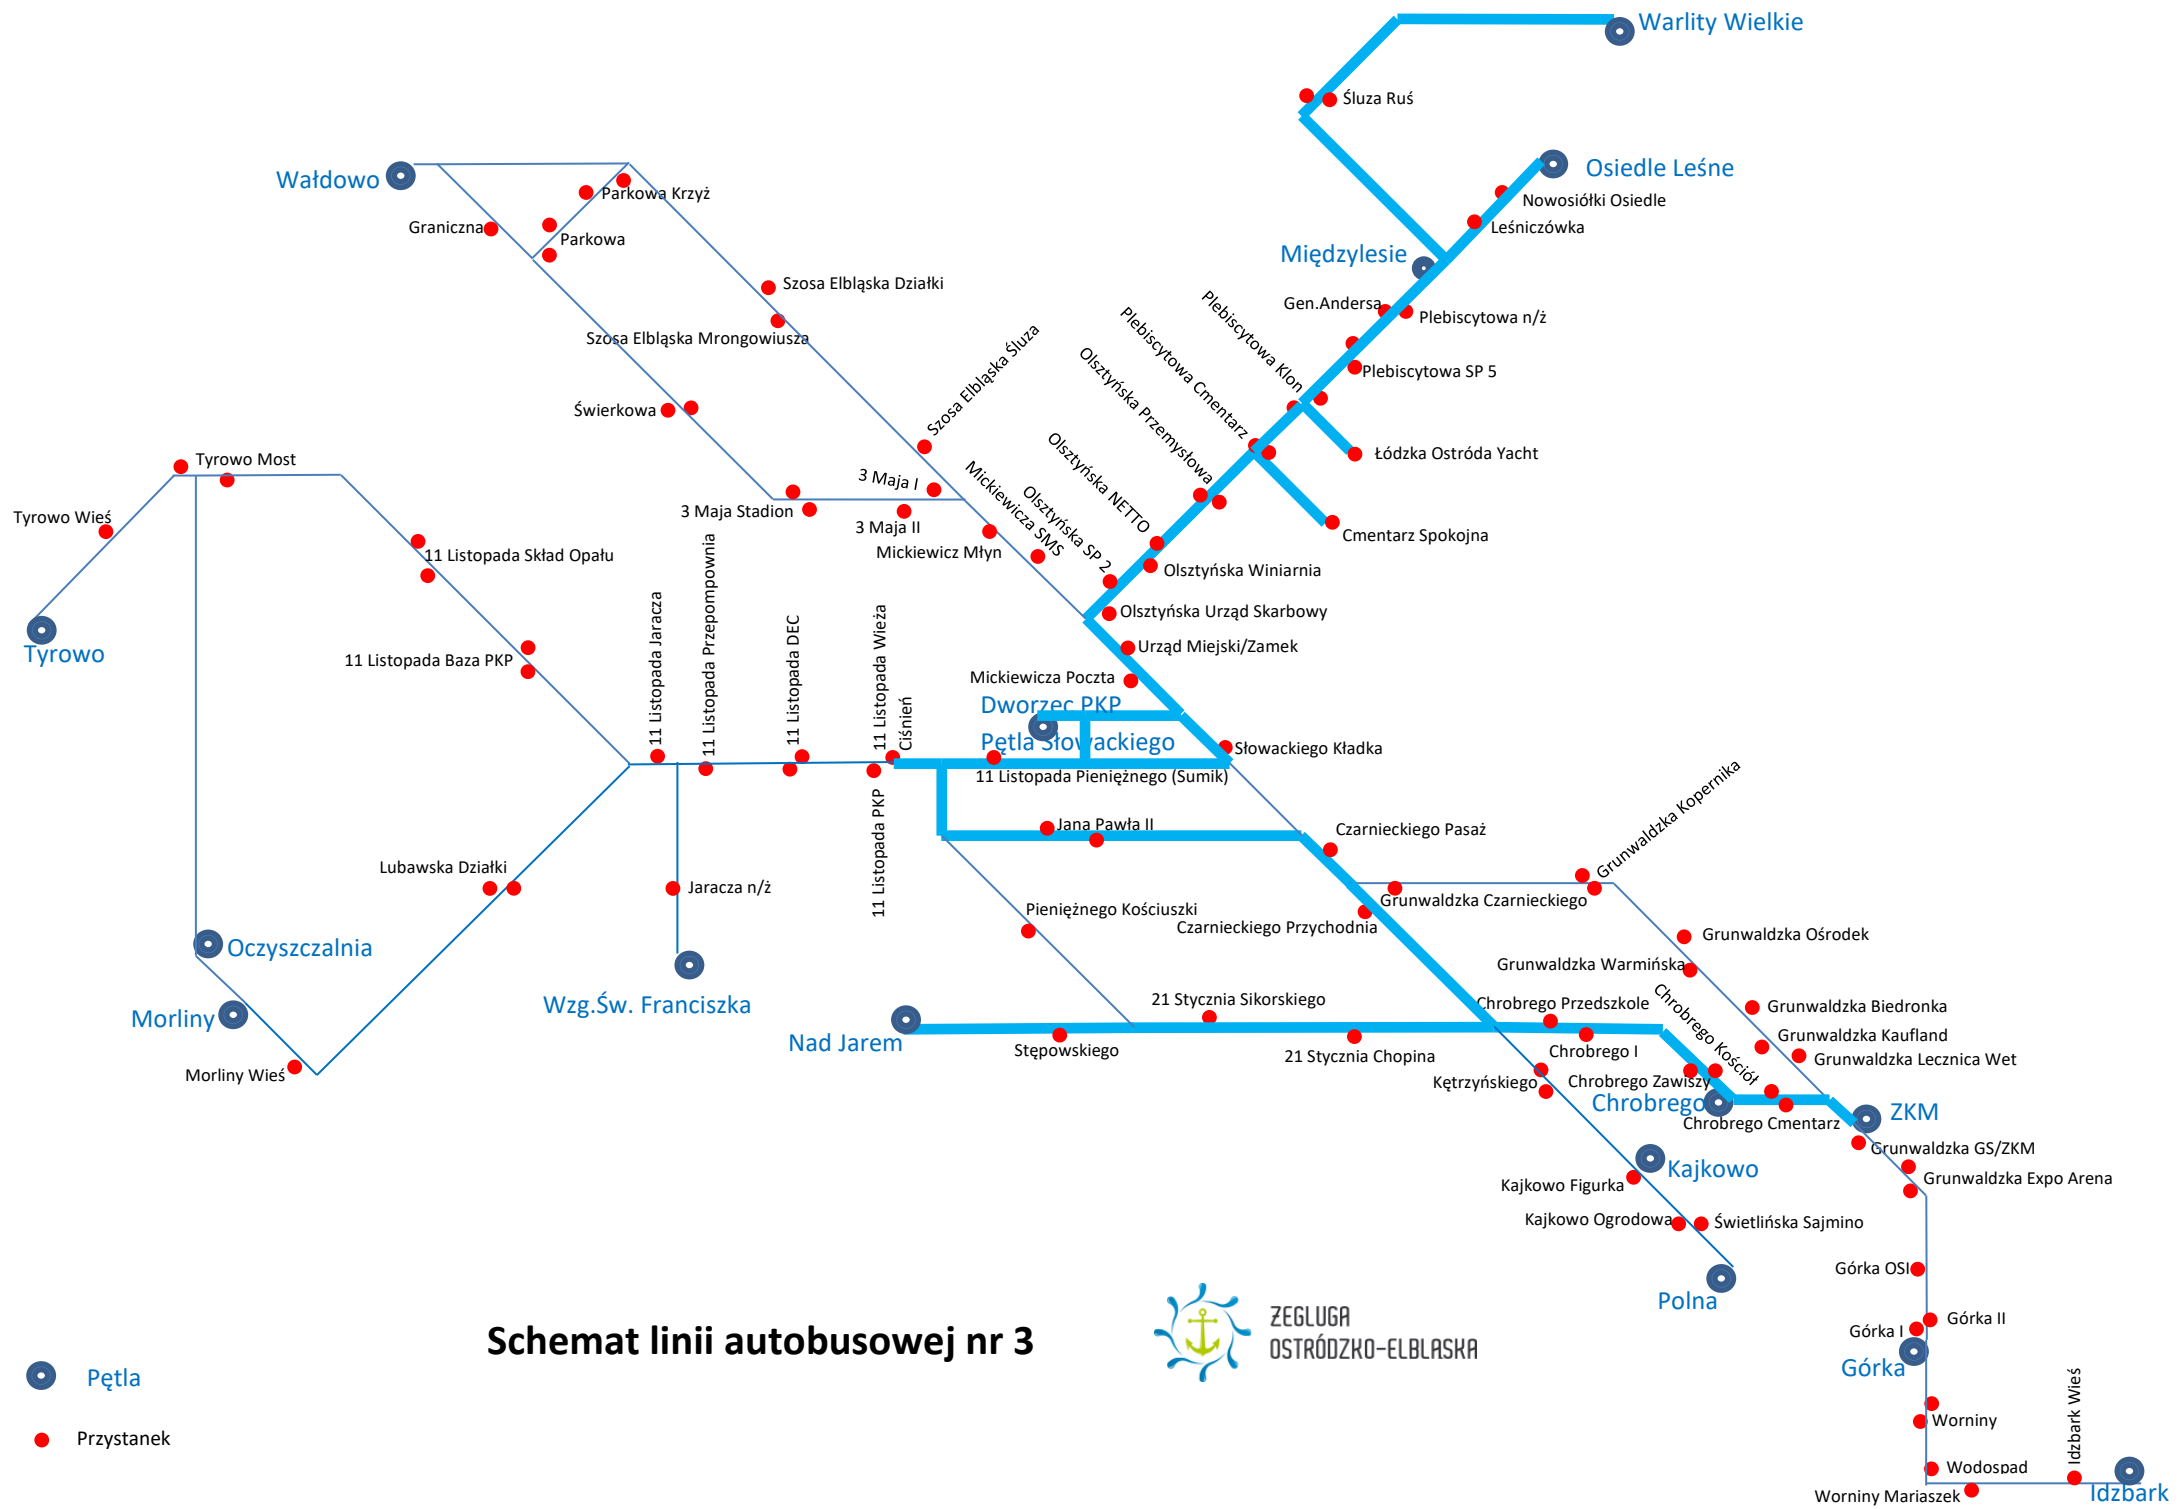 Warlity Wielkie
Śluza Ruś
Osiedle Leśne
Wałdowo
Parkowa Krzyż
Nowosiółki Osiedle
Graniczna
Parkowa
Leśniczówka
Międzylesie
Szosa Elbląska Działki
Gen.Andersa
Plebiscytowa n/ż
Szosa Elbląska Mrongowiusza
Plebiscytowa Klon
Plebiscytowa Cmentarz
Plebiscytowa SP 5
Szosa Elbląska Śluza
Olsztyńska Przemysłowa
Świerkowa
Tyrowo Most
Łódzka Ostróda Yacht
Olsztyńska NETTO
3 Maja I
Mickiewicza SMS
3 Maja Stadion
3 Maja II
Olsztyńska SP 2
Tyrowo Wieś
Cmentarz Spokojna
Mickiewicz Młyn
11 Listopada Skład Opału
Olsztyńska Winiarnia
Olsztyńska Urząd Skarbowy
Tyrowo
Urząd Miejski/Zamek
11 Listopada Baza PKP
11 Listopada Jaracza
11 Listopada Przepompownia
11 Listopada DEC
11 Listopada Wieża
Ciśnień
Mickiewicza Poczta
Dworzec PKP
Pętla Słowackiego
Słowackiego Kładka
11 Listopada Pieniężnego (Sumik)
11 Listopada PKP
Jana Pawła II
Czarnieckiego Pasaż
Grunwaldzka Kopernika
Lubawska Działki
Jaracza n/ż
Grunwaldzka Czarnieckiego
Pieniężnego Kościuszki
Czarnieckiego Przychodnia
Grunwaldzka Ośrodek
Oczyszczalnia
Grunwaldzka Warmińska
Wzg.Św. Franciszka
21 Stycznia Sikorskiego
Chrobrego Przedszkole
Grunwaldzka Biedronka
Morliny
Chrobrego Kościół
Grunwaldzka Kaufland
Nad Jarem
Stępowskiego
21 Stycznia Chopina
Chrobrego I
Grunwaldzka Lecznica Wet
Morliny Wieś
Kętrzyńskiego
Chrobrego Zawiszy
Chrobrego
ZKM
Chrobrego Cmentarz
Grunwaldzka GS/ZKM
Kajkowo
Kajkowo Figurka
Grunwaldzka Expo Arena
Kajkowo Ogrodowa
Świetlińska Sajmino
Górka OSI
Polna
Górka II
Górka I
Górka
Schemat linii autobusowej nr 3
ŻEGLUGA
OSTRÓDZKO-ELBLĄSKA
Pętla
Przystanek
Worniny
Idzbark Wieś
Wodospad
Worniny Mariaszek
Idzbark